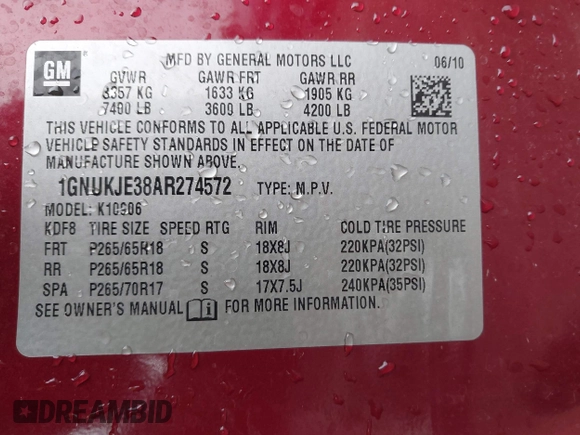 GM
MFD BY GENERAL MOTORS LLC
06/10
GVWR GAWR FRT GAWR RR
3357 KG 1633 KG 1905 KG
7400 LB 3600 LB 4200 LB
THIS VEHICLE CONFORMS TO ALL APPLICABLE U.S. FEDERAL MOTOR
VEHICLE SAFETY STANDARDS IN EFFECT ON THE DATE OF
MANUFACTURE SHOWN ABOVE.
1GNUKJE38AR274572 TYPE: M.P.V.
MODEL: K10906
KDF8 TIRE SIZE SPEED RTG RIM COLD TIRE PRESSURE
FRT P265/65R18 S 18X8J 220KPA(32PSI)
RR P265/65R18 S 18X8J 220KPA(32PSI)
SPA P265/70R17 S 17X7.5J 240KPA(35PSI)
SEE OWNER'S MANUAL i FOR MORE INFORMATION.
DREAMBID